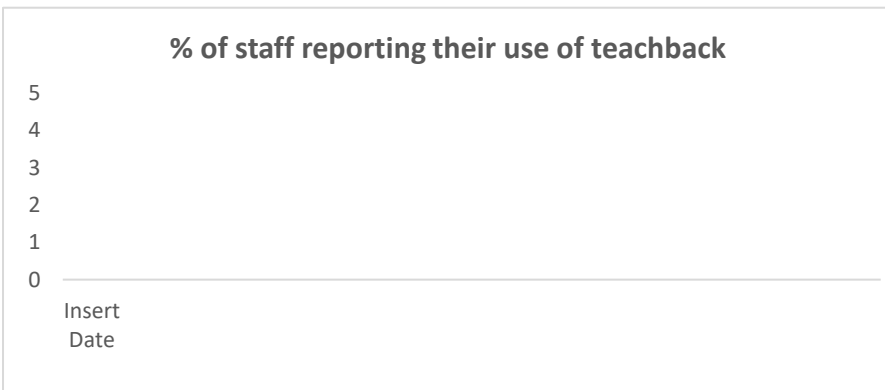 % of staff reporting their use of teachback
5
4
3
2
1
0
Insert
Date